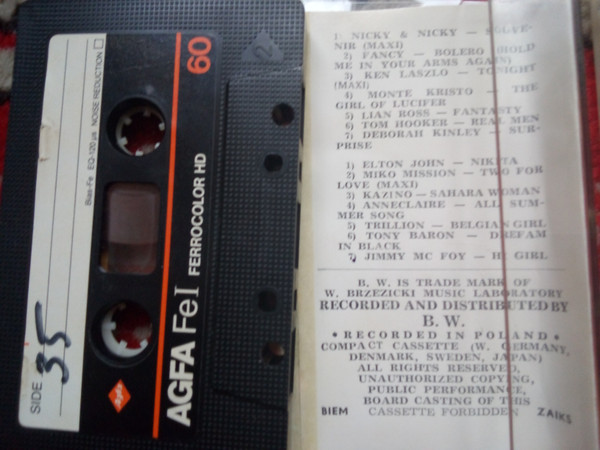 SIDE 35
Bias-Fe EQ-120 µs NOISE REDUCTION
AGFA FeI FERROCOLOR HD 60
Agfa
2
1) NICKY & NICKY — SOUVE-
NIR (MAXI)
2) FANCY — BOLERO (HOLD
ME IN YOUR ARMS AGAIN)
3) KEN LASZLO — TONIGHT
(MAXI)
4) MONTE KRISTO — THE
GIRL OF LUCIFER
5) LIAN ROSS — FANTASTY
6) TOM HOOKER — REAL MEN
7) DEBORAH KINLEY — SUR-
PRISE
1) ELTON JOHN — NIKITA
2) MIKO MISSION — TWO FOR
LOVE (MAXI)
3) KAZINO — SAHARA WOMAN
4) ANNECLAIRE — ALL SUM-
MER SONG
5) TRILLION — BELGIAN GIRL
6) TONY BARON — DREFAM
IN BLACK
7) JIMMY MC FOY — HI GIRL
B. W. IS TRADE MARK OF
W. BRZEZICKI MUSIC LABORATORY
RECORDED AND DISTRIBUTED BY
B. W.
• RECORDED IN POLAND •
COMPACT CASSETTE (W. GERMANY,
DENMARK, SWEDEN, JAPAN)
ALL RIGHTS RESERVED,
UNAUTHORIZED COPYING,
PUBLIC PERFORMANCE,
BOARD CASTING OF THIS
BIEM CASSETTE FORBIDDEN ZAIKS